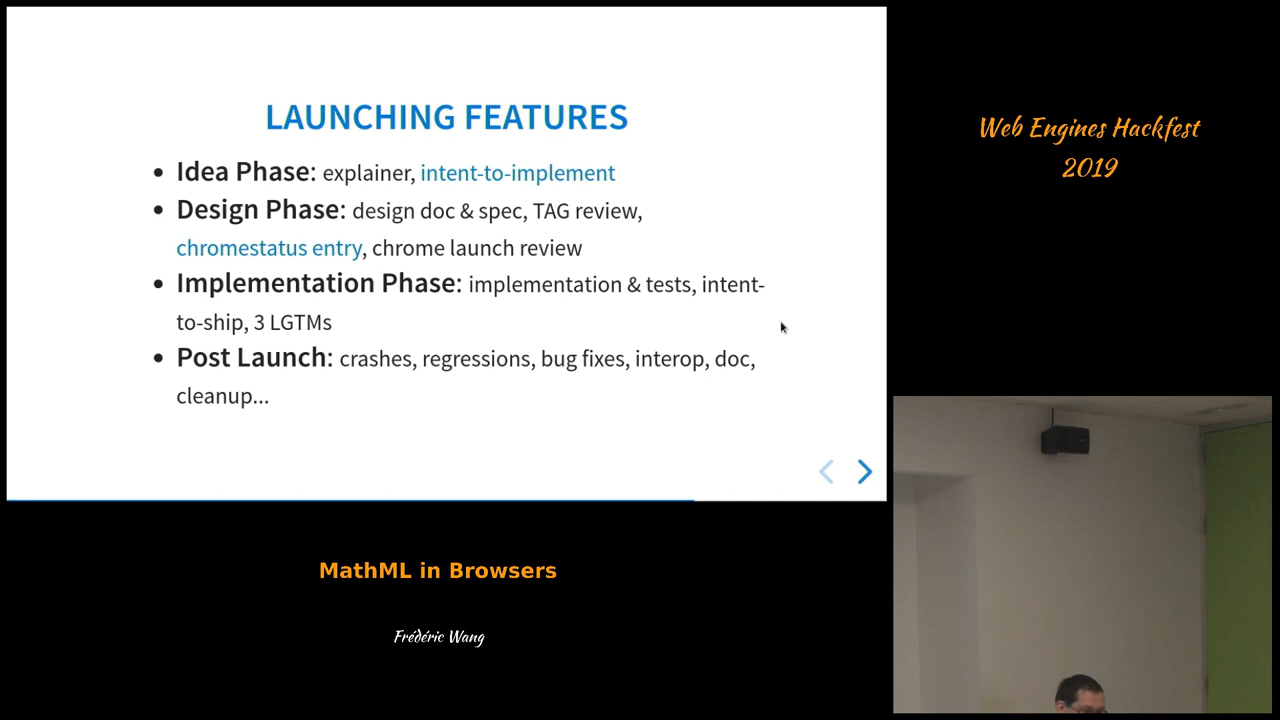 LAUNCHING FEATURES
Idea Phase: explainer, intent-to-implement
Design Phase: design doc & spec, TAG review,
chromestatus entry, chrome launch review
Implementation Phase: implementation & tests, intent-
to-ship, 3 LGTMs
Post Launch: crashes, regressions, bug fixes, interop, doc,
cleanup...
Web Engines Hackfest
2019
MathML in Browsers
Frédéric Wang